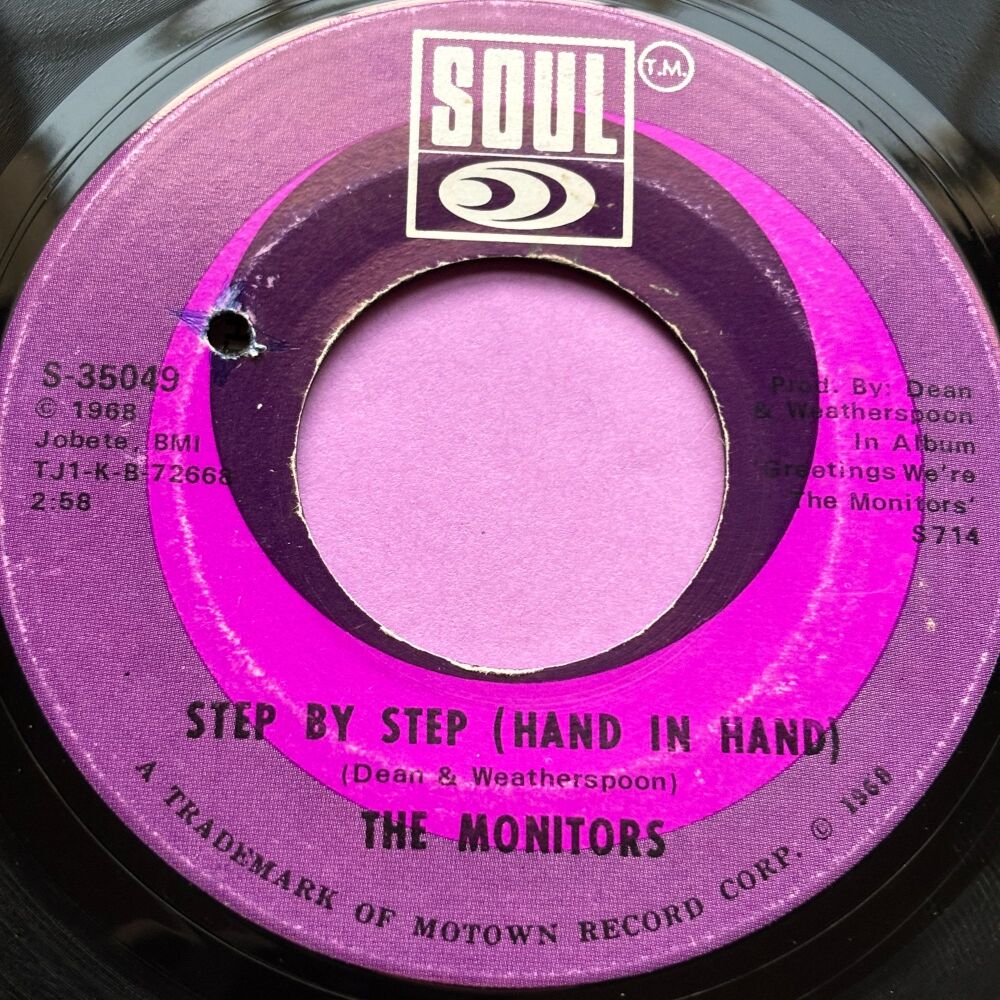 SOUL
T.M.
S-35049
© 1968
Jobete, BMI
TJ1-K-B-72668
2:58
Prod. By: Dean
& Weatherspoon
In Album
'Greetings We're
The Monitors'
S 714
STEP BY STEP (HAND IN HAND)
(Dean & Weatherspoon)
THE MONITORS
A TRADEMARK OF MOTOWN RECORD CORP. © 1968